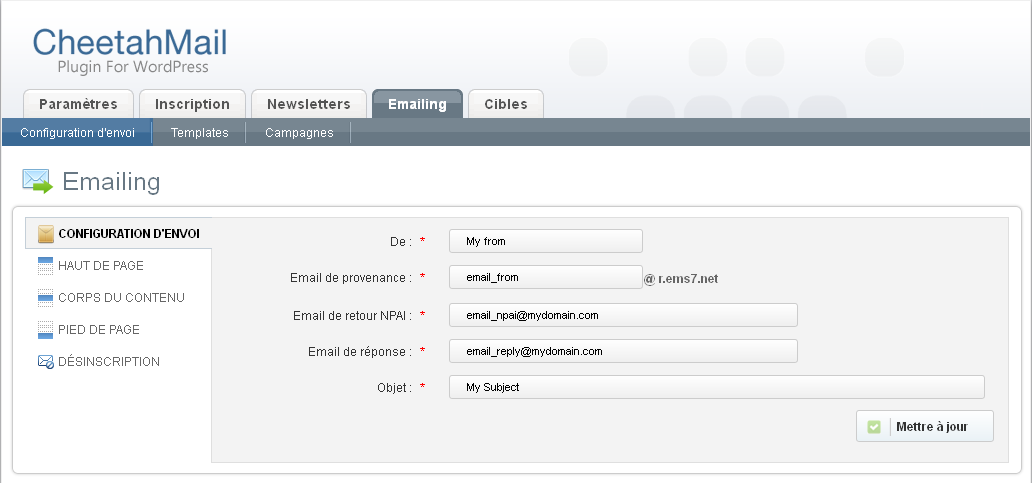 CheetahMail
Plugin For WordPress
Paramètres Inscription Newsletters Emailing Cibles
Configuration d'envoi Templates Campagnes
Emailing
CONFIGURATION D'ENVOI
HAUT DE PAGE
CORPS DU CONTENU
PIED DE PAGE
DÉSINSCRIPTION
De : * My from
Email de provenance : * email_from @ r.ems7.net
Email de retour NPAI : * email_npai@mydomain.com
Email de réponse : * email_reply@mydomain.com
Objet : * My Subject
Mettre à jour